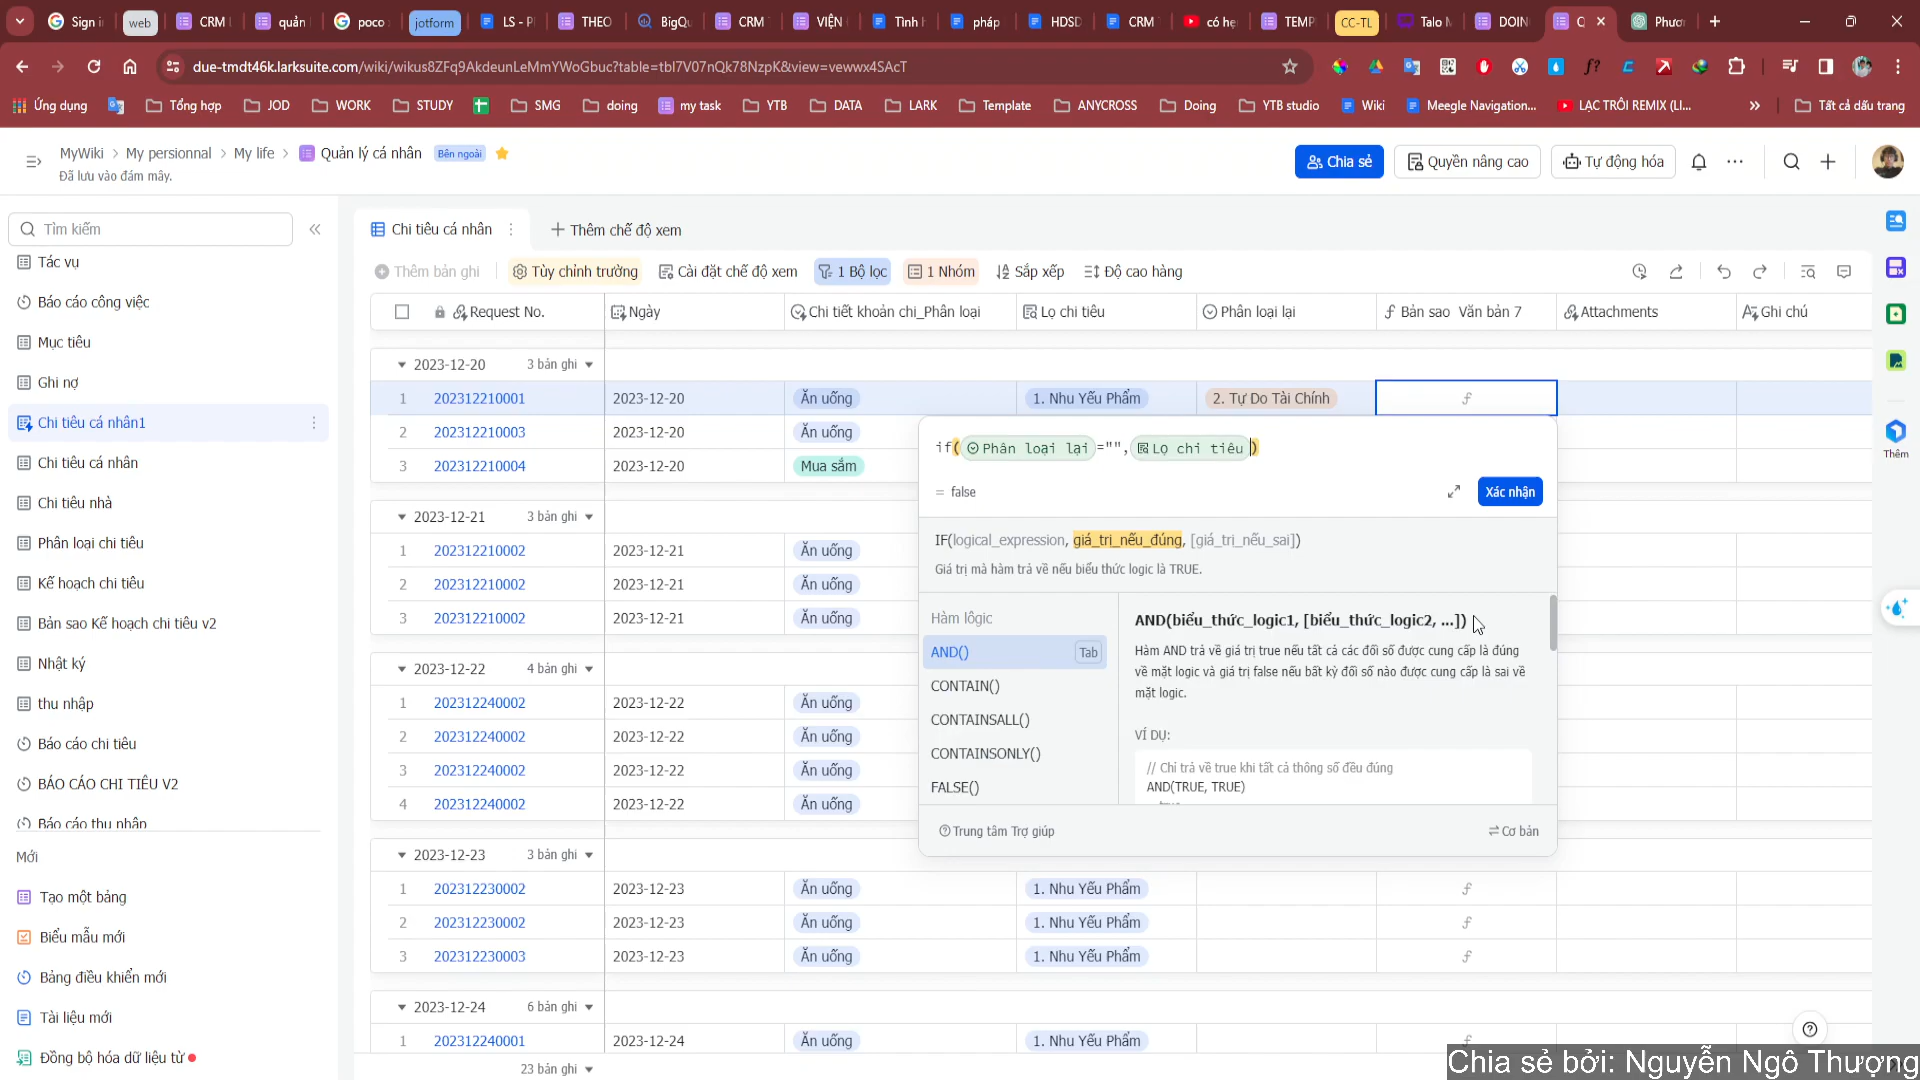 Sign in
web
CRM
quản
poco
jotform
LS - P
THEO
BigQu
CRM
VIỆN
Tình h
pháp
HDSD
CRM
có hẹ
TEMP
CC-TL
Talo M
DOIN
Q
Phươ
due-tmdt46k.larksuite.com/wiki/wikus8ZFq9AkdeunLeMmYWoGbuc?table=tbl7V07nQk78NzpK&view=vewwx4SAcT
Ứng dụng
Tổng hợp
JOD
WORK
STUDY
SMG
doing
my task
YTB
DATA
LARK
Template
ANYCROSS
Doing
YTB studio
Wiki
Meegle Navigation...
LẠC TRÔI REMIX (LI...
Tất cả dấu trang
MyWiki > My persionnal > My life > Quản lý cá nhân Bên ngoài
Đã lưu vào đám mây.
Chia sẻ
Quyền nâng cao
Tự động hóa
Tìm kiếm
Tác vụ
Báo cáo công việc
Mục tiêu
Ghi nợ
Chi tiêu cá nhân1
Chi tiêu cá nhân
Chi tiêu nhà
Phân loại chi tiêu
Kế hoạch chi tiêu
Bản sao Kế hoạch chi tiêu v2
Nhật ký
thu nhập
Báo cáo chi tiêu
BÁO CÁO CHI TIÊU V2
Báo cáo thu nhập
Mới
Tạo một bảng
Biểu mẫu mới
Bảng điều khiển mới
Tài liệu mới
Đồng bộ hóa dữ liệu từ
Chi tiêu cá nhân
Thêm chế độ xem
Thêm bản ghi
Tùy chỉnh trường
Cài đặt chế độ xem
1 Bộ lọc
1 Nhóm
Sắp xếp
Độ cao hàng
Request No.
Ngày
Chi tiết khoản chi_Phân loại
Lọ chi tiêu
Phân loại lại
Bản sao Văn bản 7
Attachments
Ghi chú
2023-12-20 3 bản ghi
1 202312210001 2023-12-20 Ăn uống 1. Nhu Yếu Phẩm 2. Tự Do Tài Chính
2 202312210003 2023-12-20 Ăn uống
3 202312210004 2023-12-20 Mua sắm
2023-12-21 3 bản ghi
1 202312210002 2023-12-21 Ăn uống
2 202312210002 2023-12-21 Ăn uống
3 202312210002 2023-12-21 Ăn uống
2023-12-22 4 bản ghi
1 202312240002 2023-12-22 Ăn uống
2 202312240002 2023-12-22 Ăn uống
3 202312240002 2023-12-22 Ăn uống
4 202312240002 2023-12-22 Ăn uống
2023-12-23 3 bản ghi
1 202312230002 2023-12-23 Ăn uống 1. Nhu Yếu Phẩm
2 202312230002 2023-12-23 Ăn uống 1. Nhu Yếu Phẩm
3 202312230003 2023-12-23 Ăn uống 1. Nhu Yếu Phẩm
2023-12-24 6 bản ghi
1 202312240001 2023-12-24 Ăn uống 1. Nhu Yếu Phẩm
23 bản ghi
if(Phân loại lại="",Lọ chi tiêu)
= false
Xác nhận
IF(logical_expression, giá_trị_nếu_đúng, [giá_trị_nếu_sai])
Giá trị mà hàm trả về nếu biểu thức logic là TRUE.
Hàm lôgic
AND() Tab
CONTAIN()
CONTAINSALL()
CONTAINSONLY()
FALSE()
AND(biểu_thức_logic1, [biểu_thức_logic2, ...])
Hàm AND trả về giá trị true nếu tất cả các đối số được cung cấp là đúng
về mặt logic và giá trị false nếu bất kỳ đối số nào được cung cấp là sai về
mặt logic.
VÍ DỤ:
// Chỉ trả về true khi tất cả thông số đều đúng
AND(TRUE, TRUE)
Trung tâm Trợ giúp
Cơ bản
Thêm
Chia sẻ bởi: Nguyễn Ngô Thượng